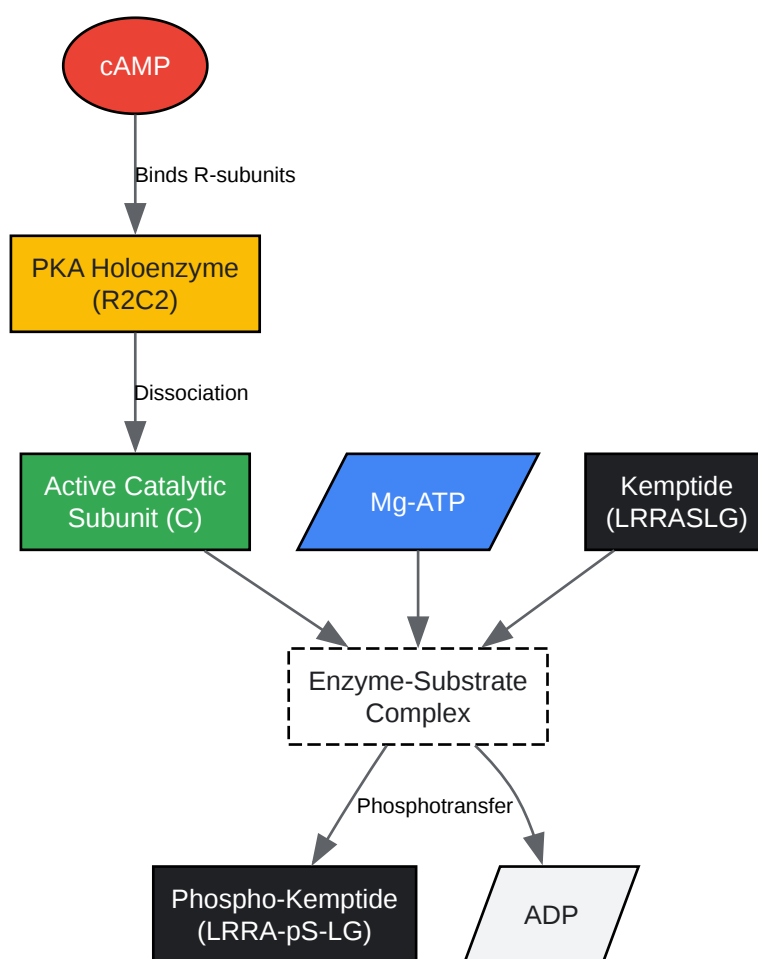 cAMP
Binds R-subunits
PKA Holoenzyme
(R2C2)
Dissociation
Active Catalytic
Subunit (C)
Mg-ATP
Kemptide
(LRRASLG)
Enzyme-Substrate
Complex
Phosphotransfer
Phospho-Kemptide
(LRRA-pS-LG)
ADP